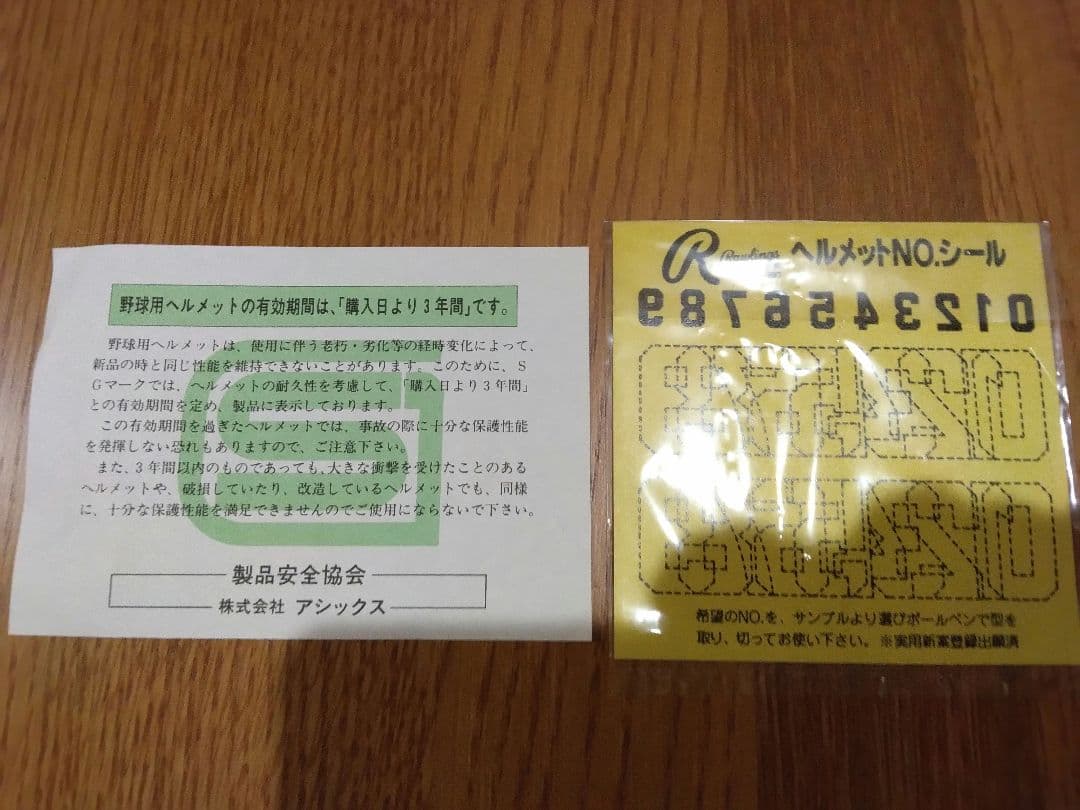 野球用ヘルメットの有効期間は、「購入日より3年間」です。
野球用ヘルメットは、使用に伴う老朽・劣化等の経時変化によって、
新品の時と同じ性能を維持できないことがあります。このために、S
Gマークでは、ヘルメットの耐久性を考慮して、「購入日より3年間」
との有効期間を定め、製品に表示しております。
この有効期間を過ぎたヘルメットでは、事故の際に十分な保護性能
を発揮しない恐れもありますので、ご注意下さい。
また、3年間以内のものであっても、大きな衝撃を受けたことのある
ヘルメットや、破損していたり、改造しているヘルメットでも、同様
に、十分な保護性能を満足できませんのでご使用にならないで下さい。
製品安全協会
株式会社 アシックス
R Rawlings ヘルメットNO.シール
0123456789
希望のNO.を、サンプルより選びボールペンで型を
取り、切ってお使い下さい。※実用新案登録出願済